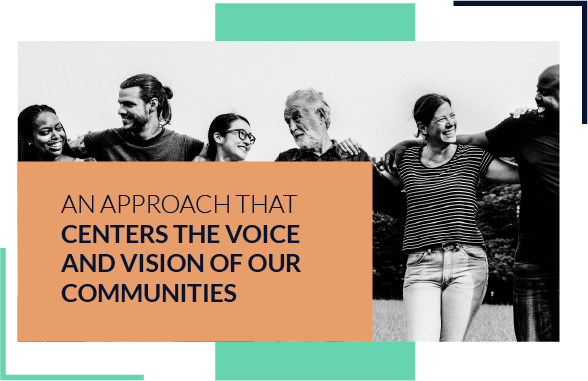 AN APPROACH THAT
CENTERS THE VOICE
AND VISION OF OUR
COMMUNITIES